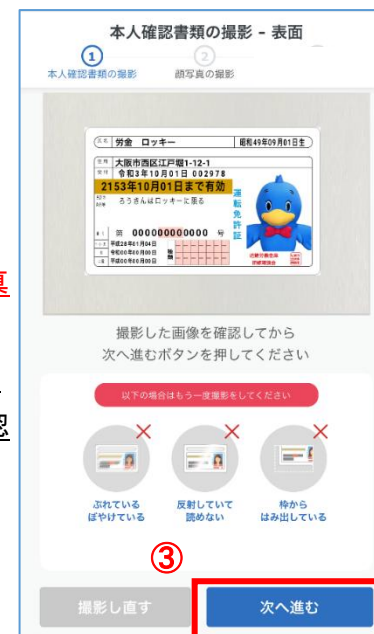 本人確認書類の撮影 - 表面
1
2
本人確認書類の撮影
顔写真の撮影
氏名
労金 ロッキー
昭和49年09月01日生
住所
大阪市西区江戸堀1-12-1
交付
令和3年10月01日 002978
2153年10月01日まで有効
ろうきんはロッキーに限る
運転免許証
第 000000000000 号
平成28年01月04日
令和00年00月00日
平成00年00月00日
種類
近畿労働金庫
撮影した画像を確認してから
次へ進むボタンを押してください
以下の場合はもう一度撮影をしてください
ぶれている
ぼやけている
反射していて
読めない
枠から
はみ出している
③
撮影し直す
次へ進む
認